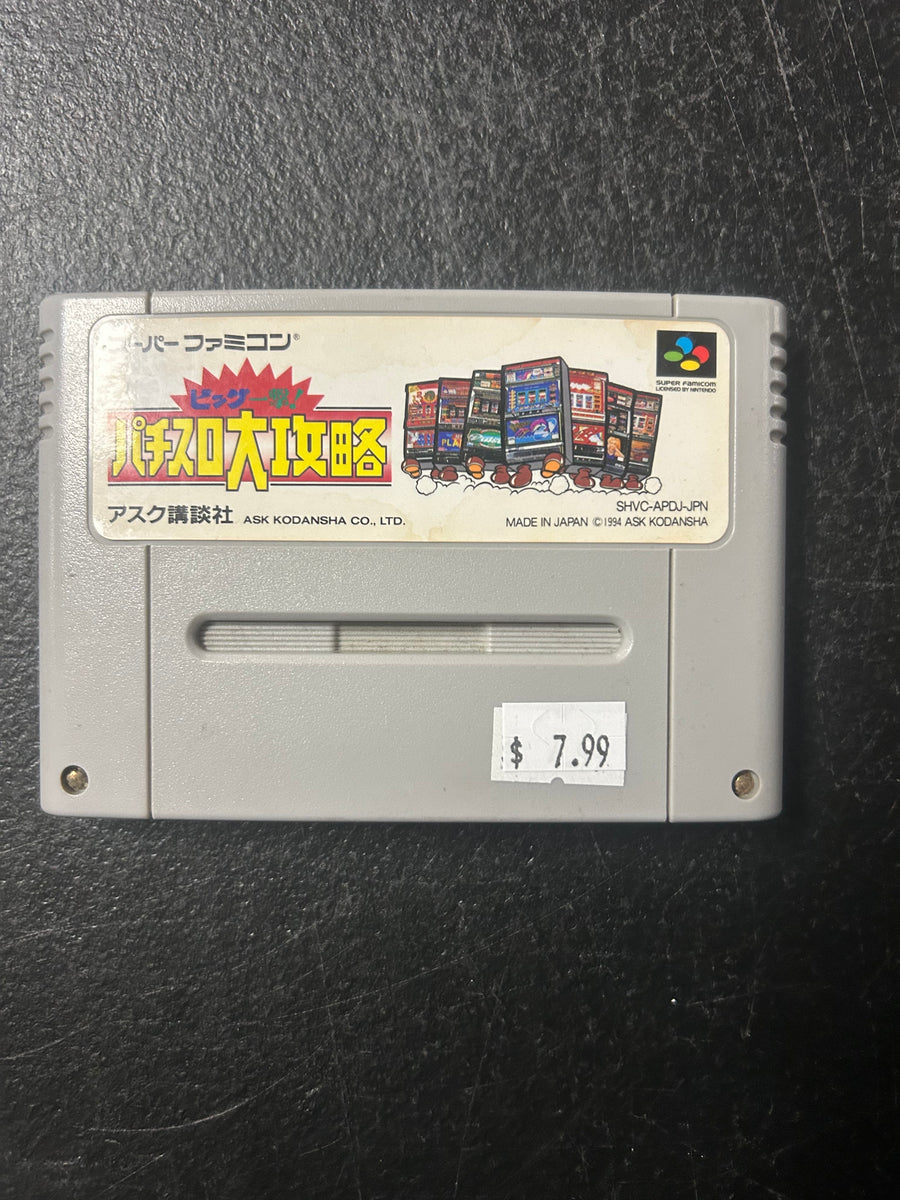 ーパーファミコン®
ビッグ一撃!
パチスロ大攻略
アスク講談社 ASK KODANSHA CO., LTD.
SUPER FAMICOM
LICENSED BY NINTENDO
SHVC-APDJ-JPN
MADE IN JAPAN ©1994 ASK KODANSHA
$ 7.99